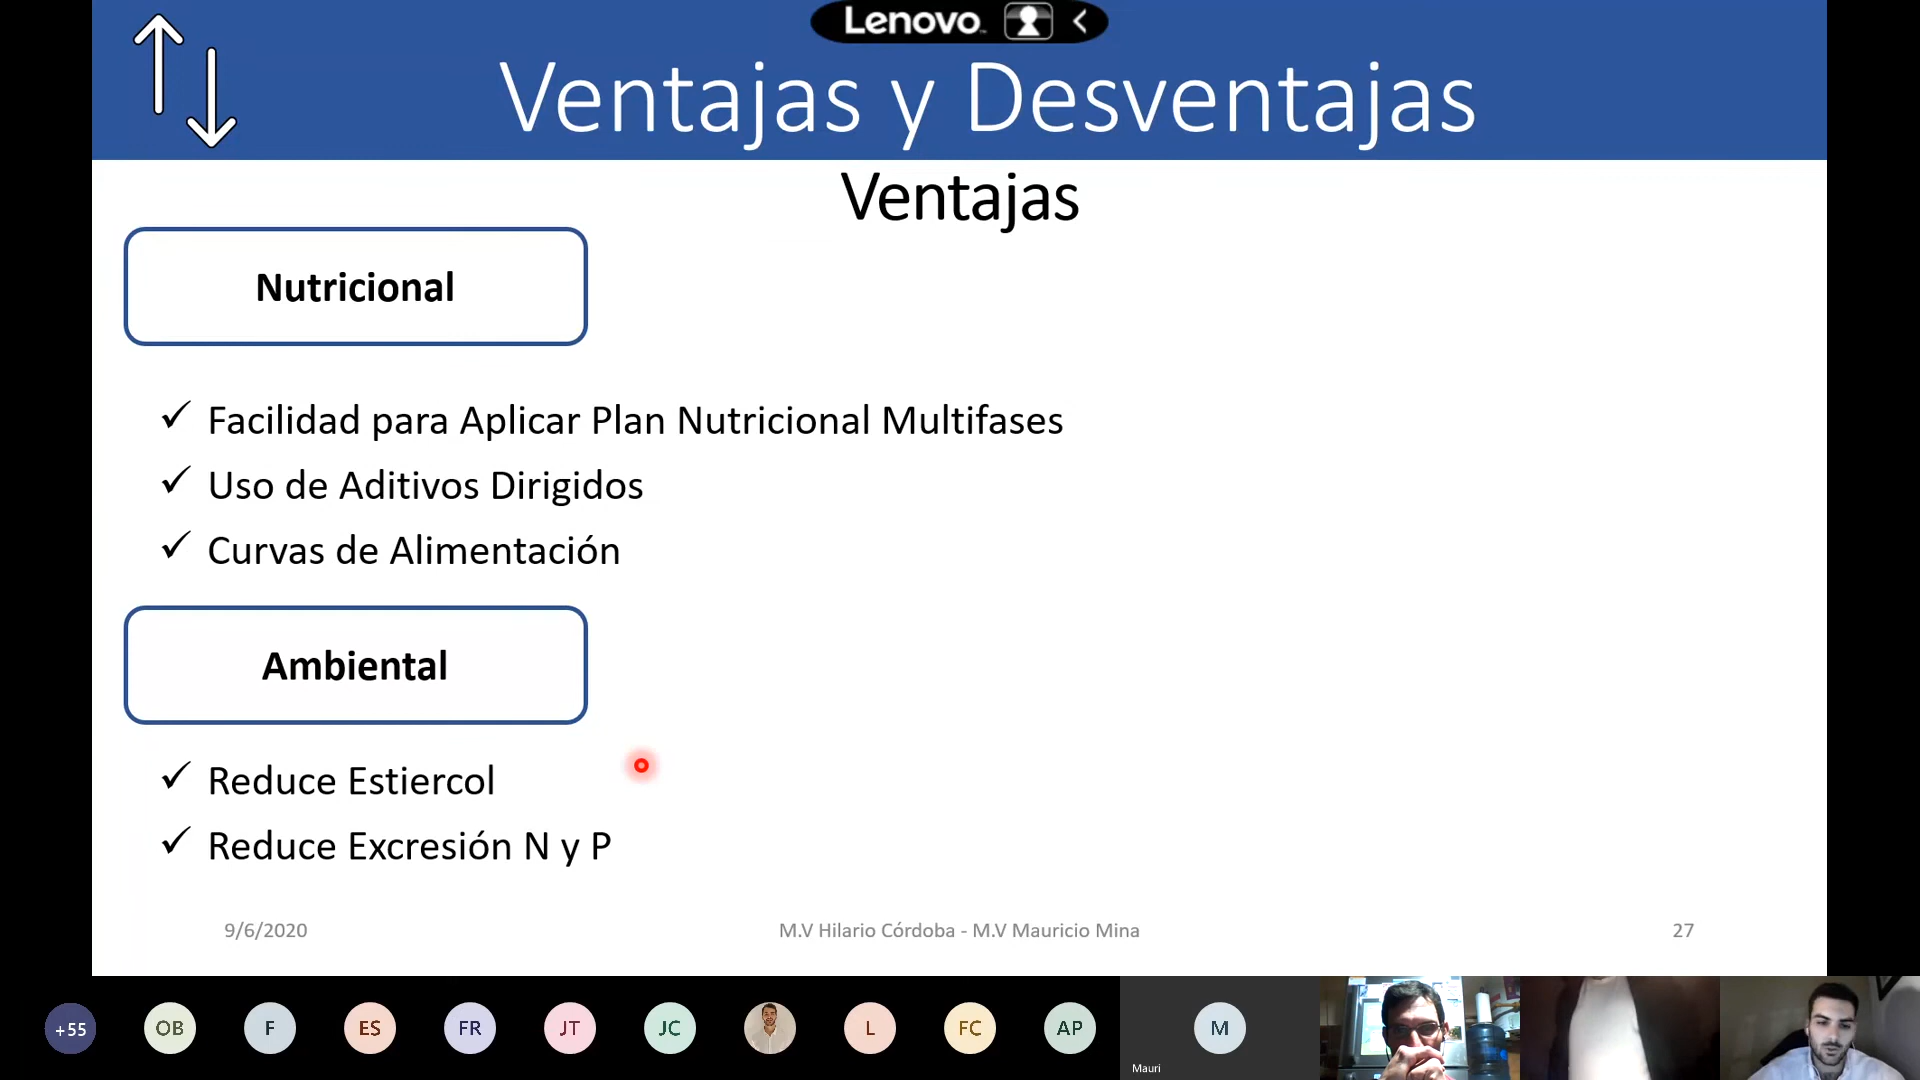 Lenovo
Ventajas y Desventajas
Ventajas
Nutricional
✓ Facilidad para Aplicar Plan Nutricional Multifases
✓ Uso de Aditivos Dirigidos
✓ Curvas de Alimentación
Ambiental
✓ Reduce Estiercol
✓ Reduce Excresión N y P
9/6/2020 M.V Hilario Córdoba - M.V Mauricio Mina 27
+55 OB F ES FR JT JC L FC AP M
Mauri